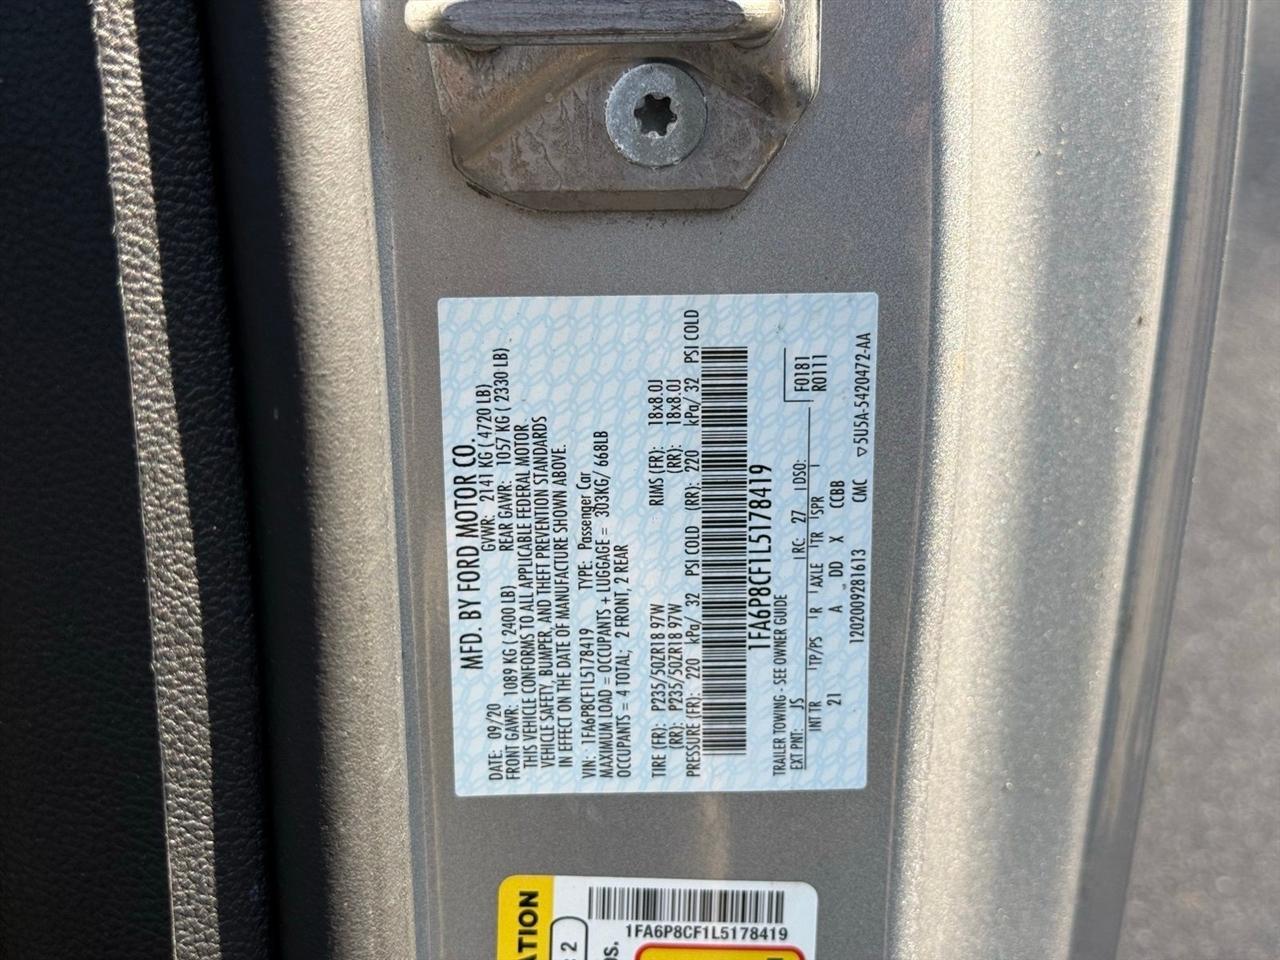 MFD. BY FORD MOTOR CO.
DATE: 09/20 GVWR: 2141 KG ( 4720 LB)
FRONT GAWR: 1089 KG ( 2400 LB) REAR GAWR: 1057 KG ( 2330 LB)
THIS VEHICLE CONFORMS TO ALL APPLICABLE FEDERAL MOTOR
VEHICLE SAFETY, BUMPER, AND THEFT PREVENTION STANDARDS
IN EFFECT ON THE DATE OF MANUFACTURE SHOWN ABOVE.
VIN: 1FA6P8CF1L5178419 TYPE: Passenger Car
MAXIMUM LOAD = OCCUPANTS + LUGGAGE = 303KG/ 668LB
OCCUPANTS = 4 TOTAL; 2 FRONT, 2 REAR
TIRE (FR): P235/50ZR18 97W RIMS (FR): 18x8.0J
(RR): P235/50ZR18 97W (RR): 18x8.0J
PRESSURE (FR): 220 kPa/ 32 PSI COLD (RR): 220 kPa/ 32 PSI COLD
1FA6P8CF1L5178419
TRAILER TOWING - SEE OWNER GUIDE F0181
EXT PNT: JS RC: 27 DSO: R0111
INT TR TP/PS R AXLE TR SPR
21 A DD X CCBB
1202009281613 CMC ▽5U5A-5420472-AA
1FA6P8CF1L5178419